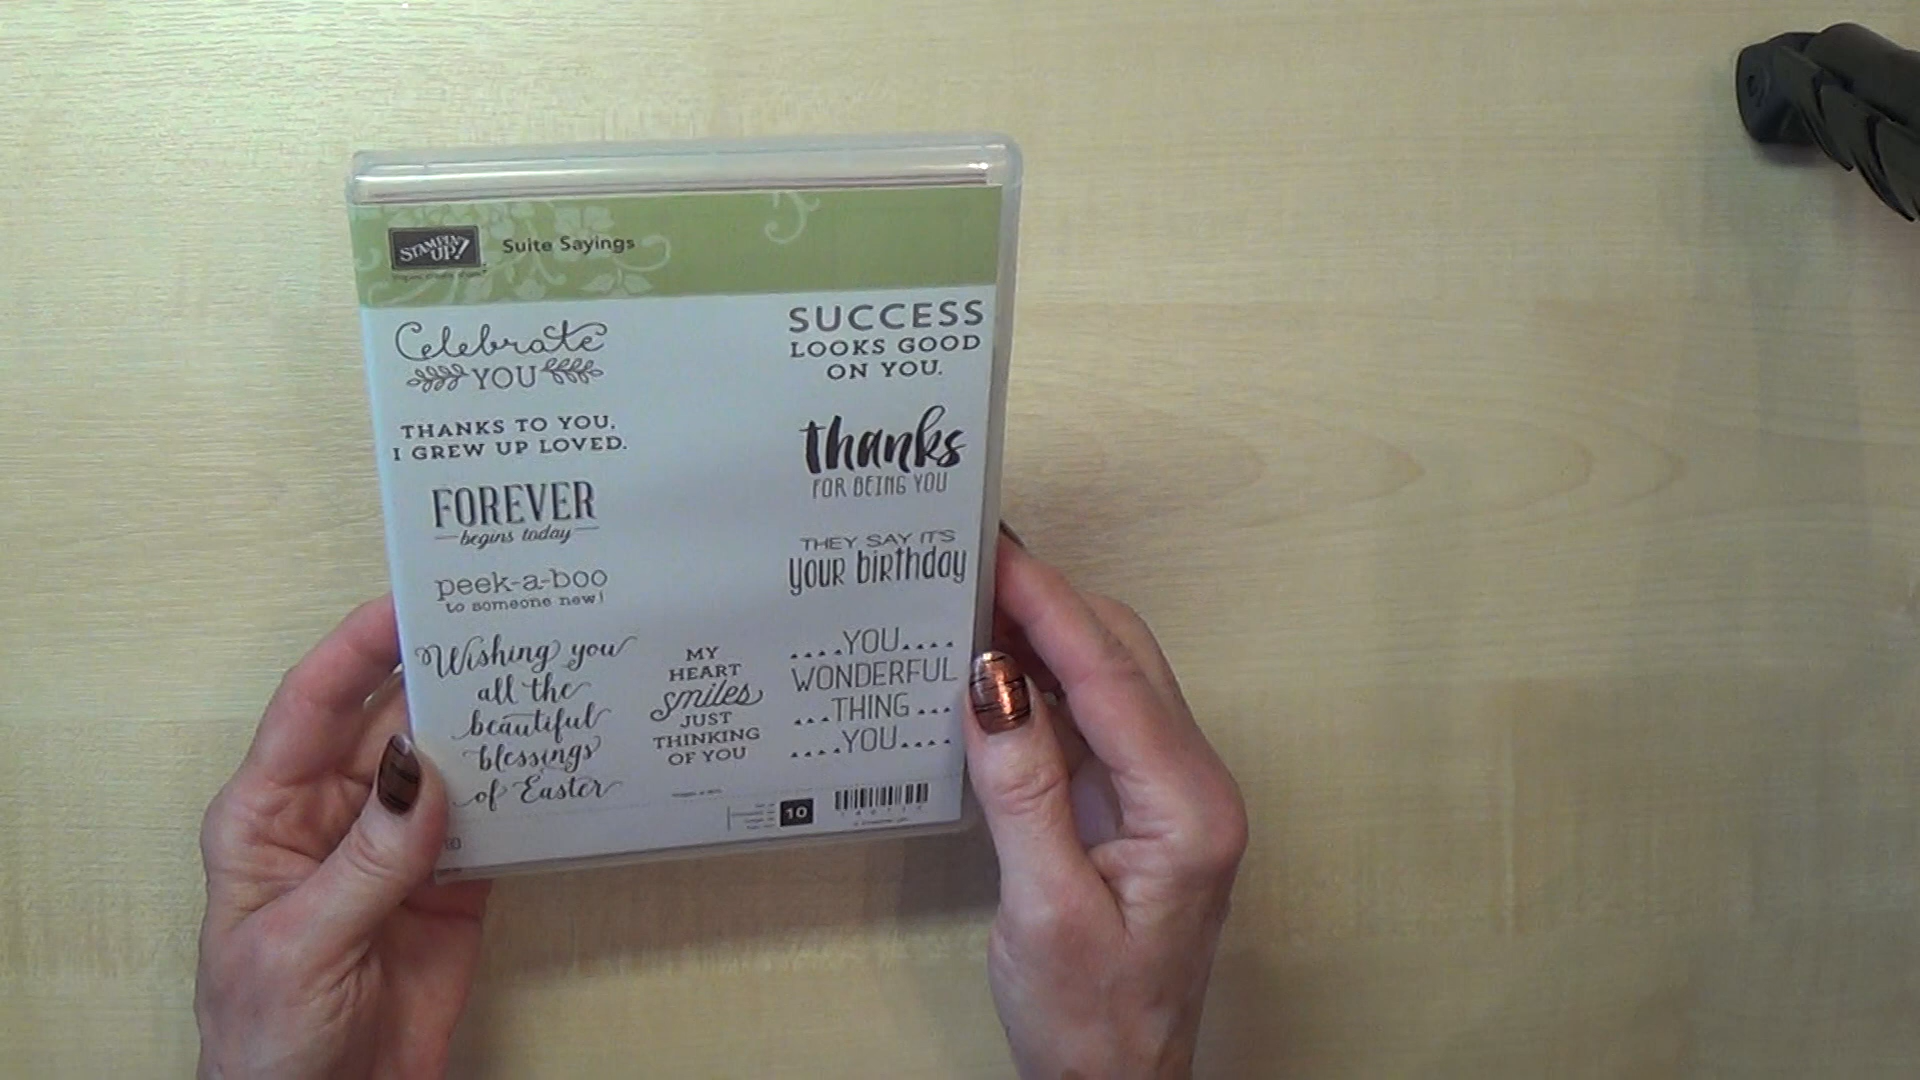 STAMPIN' UP!
Suite Sayings
Celebrate
YOU
THANKS TO YOU,
I GREW UP LOVED.
FOREVER
begins today
peek-a-boo
to someone new!
Wishing you
all the
beautiful
blessings
of Easter
MY
HEART
smiles
JUST
THINKING
OF YOU
SUCCESS
LOOKS GOOD
ON YOU.
thanks
FOR BEING YOU
THEY SAY IT'S
your birthday
YOU
WONDERFUL
THING
YOU
10